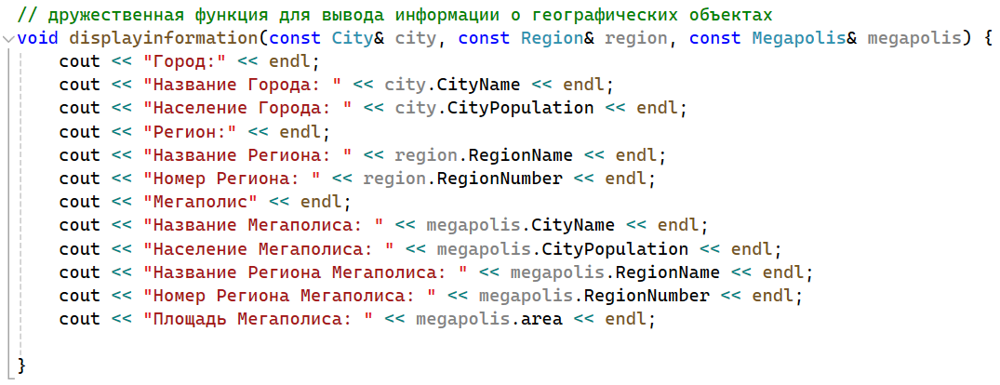 // дружественная функция для вывода информации о географических объектах
void displayinformation(const City& city, const Region& region, const Megapolis& megapolis) {
cout << "Город:" << endl;
cout << "Название Города: " << city.CityName << endl;
cout << "Население Города: " << city.CityPopulation << endl;
cout << "Регион:" << endl;
cout << "Название Региона: " << region.RegionName << endl;
cout << "Номер Региона: " << region.RegionNumber << endl;
cout << "Мегаполис" << endl;
cout << "Название Мегаполиса: " << megapolis.CityName << endl;
cout << "Население Мегаполиса: " << megapolis.CityPopulation << endl;
cout << "Название Региона Мегаполиса: " << megapolis.RegionName << endl;
cout << "Номер Региона Мегаполиса: " << megapolis.RegionNumber << endl;
cout << "Площадь Мегаполиса: " << megapolis.area << endl;
}